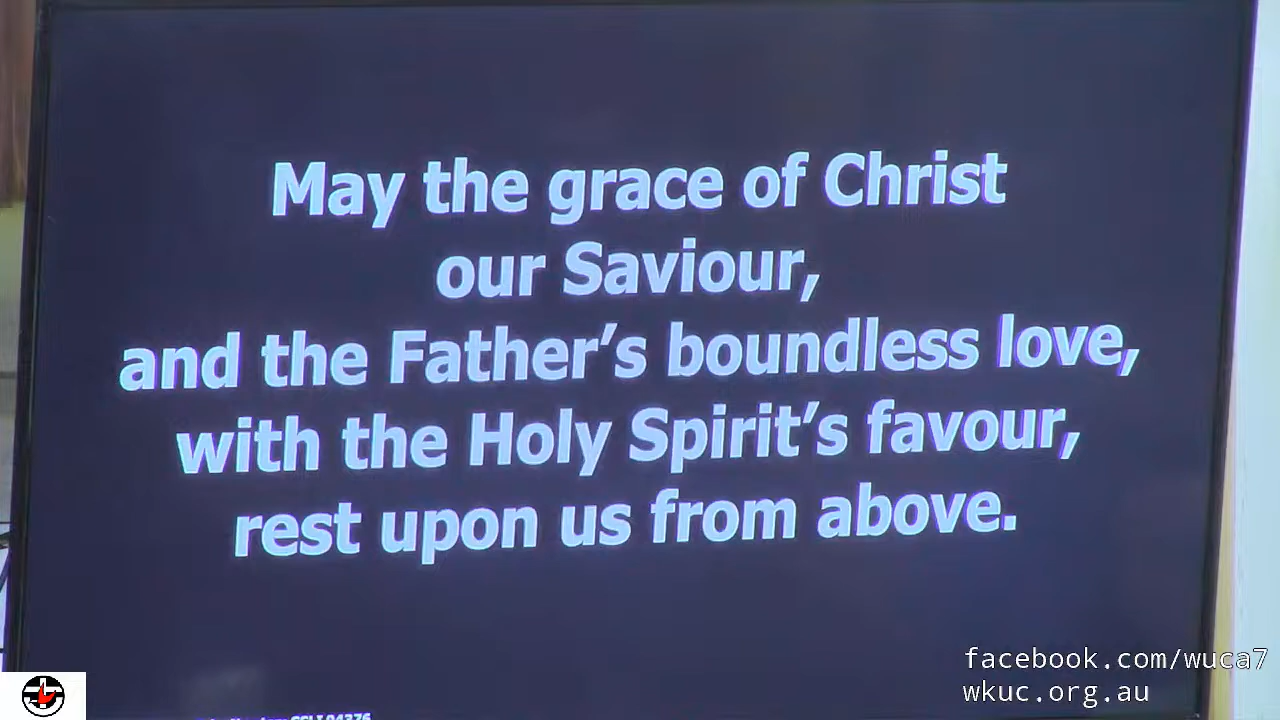 May the grace of Christ
our Saviour,
and the Father's boundless love,
with the Holy Spirit's favour,
rest upon us from above.
facebook.com/wuca7
wkuc.org.au